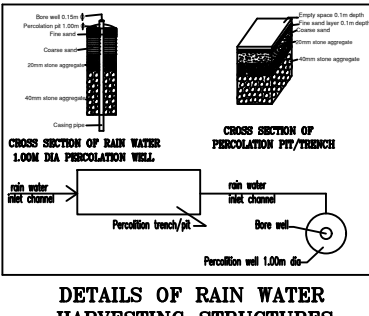 Bore well 0.15m
Percolation pit 1.00m
Fine sand
Coarse sand
20mm stone aggregate
40mm stone aggregate
Casing pipe
CROSS SECTION OF RAIN WATER
1.00M DIA PERCOLATION WELL
Empty space 0.1m depth
Fine sand layer 0.1m depth
Coarse sand
20mm stone aggregate
40mm stone aggregate
CROSS SECTION OF
PERCOLATION PIT/TRENCH
rain water
inlet channel
Percolition trench/pit
rain water
inlet channel
Bore well
Percolition well 1.00m dia
DETAILS OF RAIN WATER
HARVESTING STRUCTURES